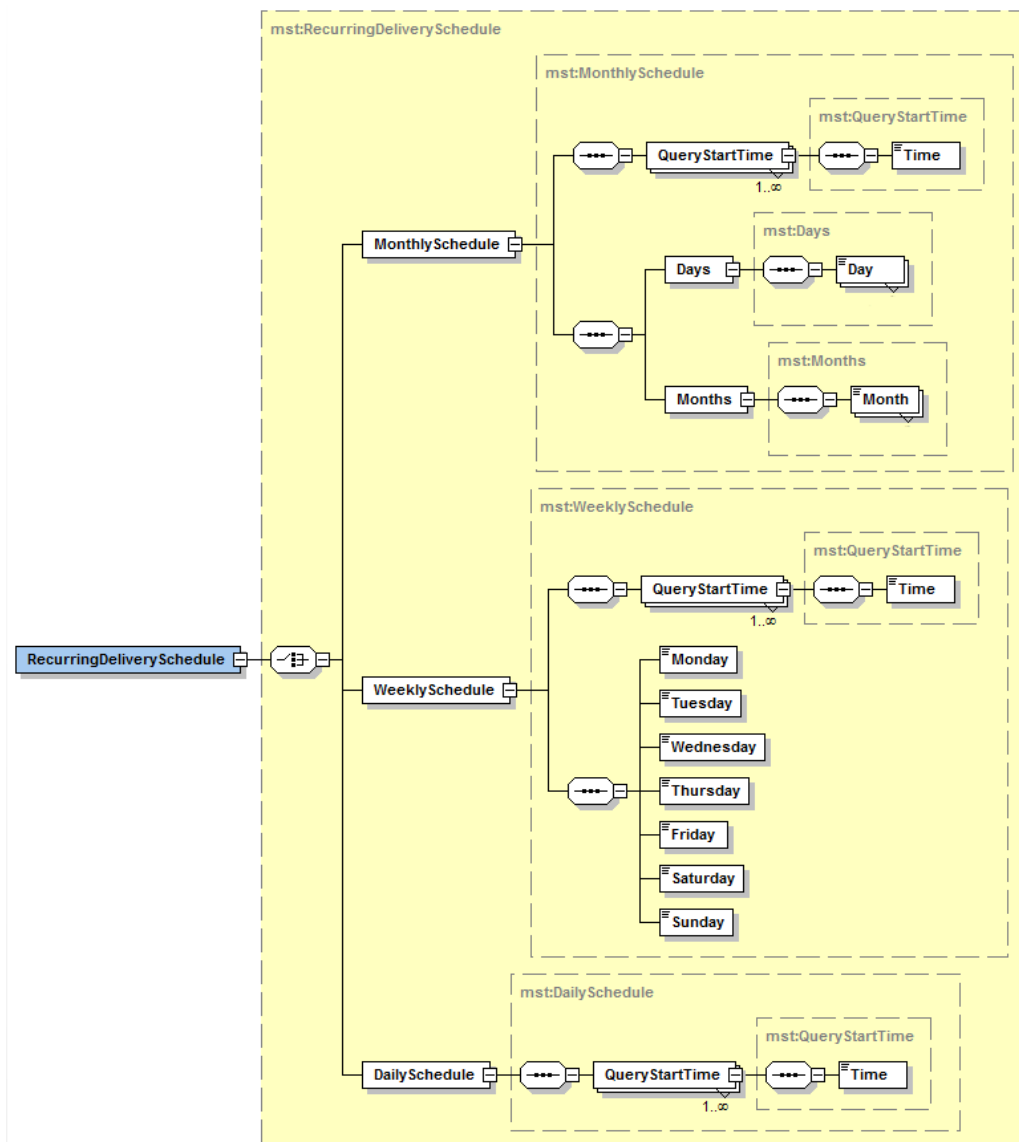 mst:RecurringDeliverySchedule
mst:MonthlySchedule
mst:QueryStartTime
QueryStartTime
Time
1..∞
mst:Days
MonthlySchedule
Days
Day
mst:Months
Months
Month
mst:WeeklySchedule
mst:QueryStartTime
QueryStartTime
Time
1..∞
RecurringDeliverySchedule
Monday
WeeklySchedule
Tuesday
Wednesday
Thursday
Friday
Saturday
Sunday
mst:DailySchedule
mst:QueryStartTime
DailySchedule
QueryStartTime
Time
1..∞